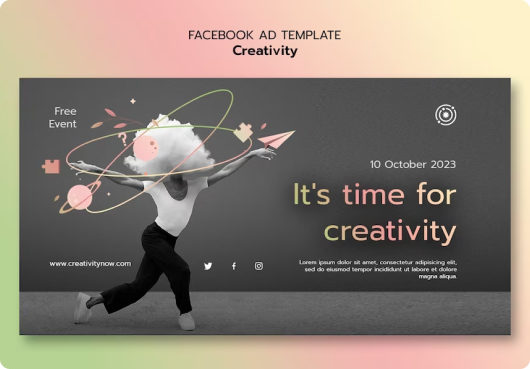 FACEBOOK AD TEMPLATE
Creativity
Free
Event
10 October 2023
It's time for
creativity
www.creativitynow.com
Lorem ipsum dolor sit amet, consectetur adipisicing elit,
sed do eiusmod tempor incididunt ut labore et dolore
magna aliqua.
?